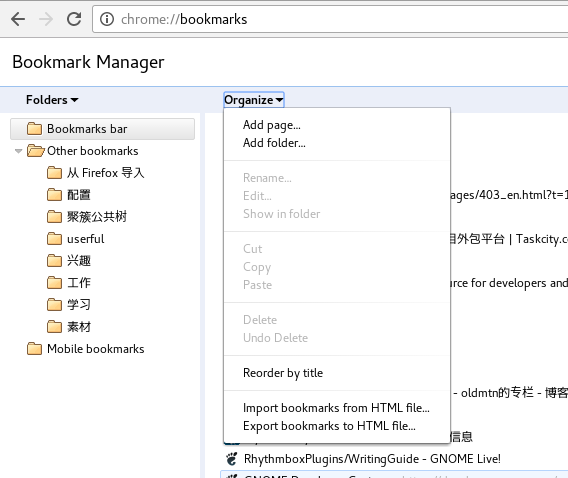 chrome://bookmarks
Bookmark Manager
Folders
Organize
Bookmarks bar
Other bookmarks
从 Firefox 导入
配置
聚簇公共树
userful
兴趣
工作
学习
素材
Mobile bookmarks
Add page...
Add folder...
Rename...
Edit...
Show in folder
Cut
Copy
Paste
Delete
Undo Delete
Reorder by title
Import bookmarks from HTML file...
Export bookmarks to HTML file...
ages/403_en.html?t=1
目外包平台 | Taskcity.c
rce for developers and
- oldmtn的专栏 - 博客
信息
RhythmboxPlugins/WritingGuide - GNOME Live!